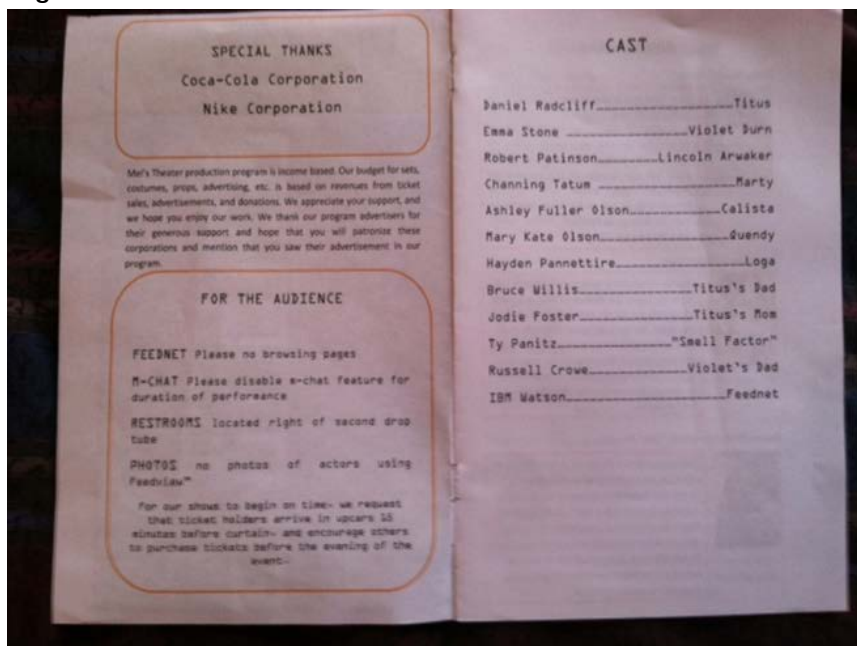 SPECIAL THANKS
Coca-Cola Corporation
Nike Corporation
Mel's Theater production program is income based. Our budget for sets,
costumes, props, advertising, etc. is based on revenues from ticket
sales, advertisements, and donations. We appreciate your support, and
we hope you enjoy our work. We thank our program advertisers for
their generous support and hope that you will patronize these
corporations and mention that you saw their advertisement in our
program.
FOR THE AUDIENCE
FEEDNET Please no browsing pages
M-CHAT Please disable m-chat feature for
duration of performance
RESTROOMS located right of second drop
tube
PHOTOS no photos of actors using
Feedview™
For our shows to begin on time, we request
that ticket holders arrive in upcars 15
minutes before curtain, and encourage others
to purchase tickets before the evening of the
event.
CAST
Daniel Radcliff Titus
Emma Stone Violet Durn
Robert Patinson Lincoln Arwaker
Channing Tatum Marty
Ashley Fuller Olson Calista
Mary Kate Olson Quendy
Hayden Pannettire Loga
Bruce Willis Titus's Dad
Jodie Foster Titus's Mom
Ty Panitz "Smell Factor"
Russell Crowe Violet's Dad
IBM Watson Feednet